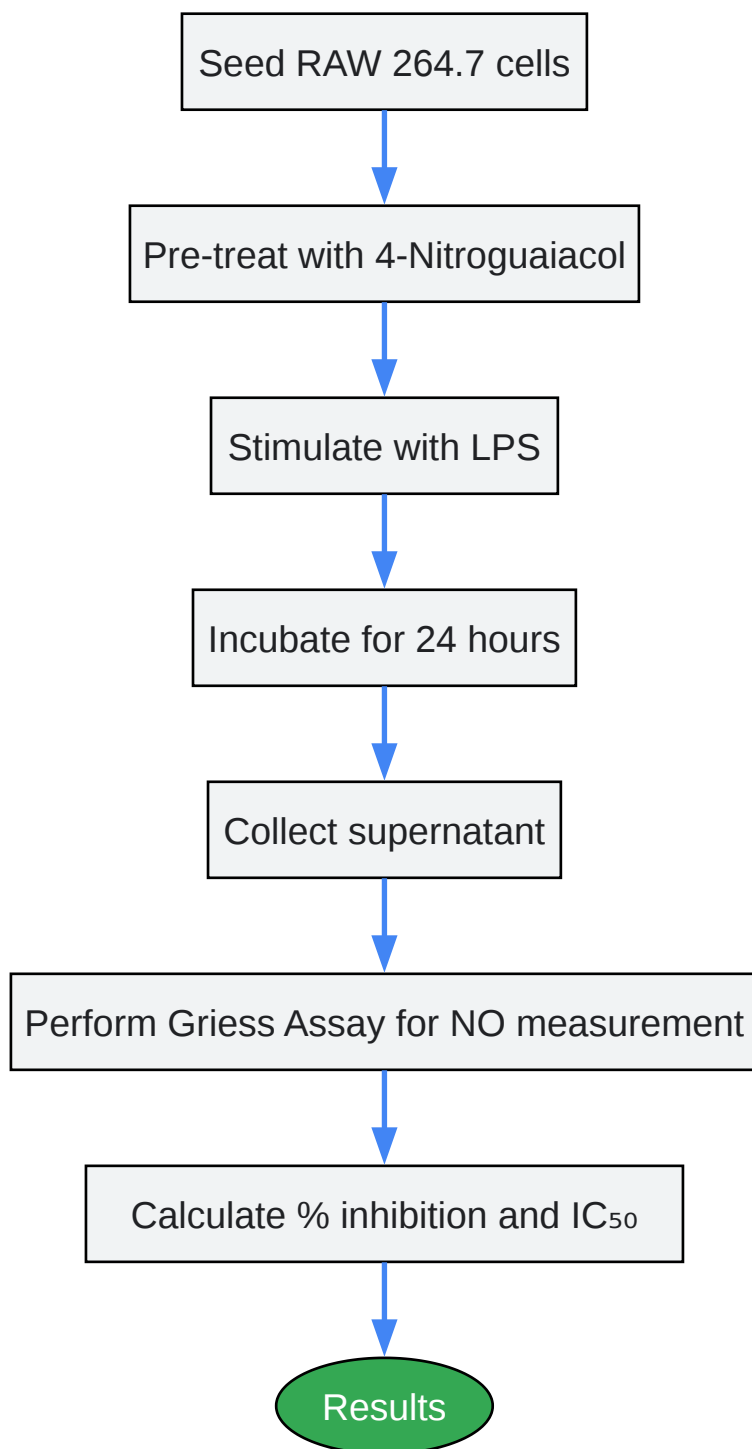 Seed RAW 264.7 cells
Pre-treat with 4-Nitroguaiacol
Stimulate with LPS
Incubate for 24 hours
Collect supernatant
Perform Griess Assay for NO measurement
Calculate % inhibition and IC₅₀
Results